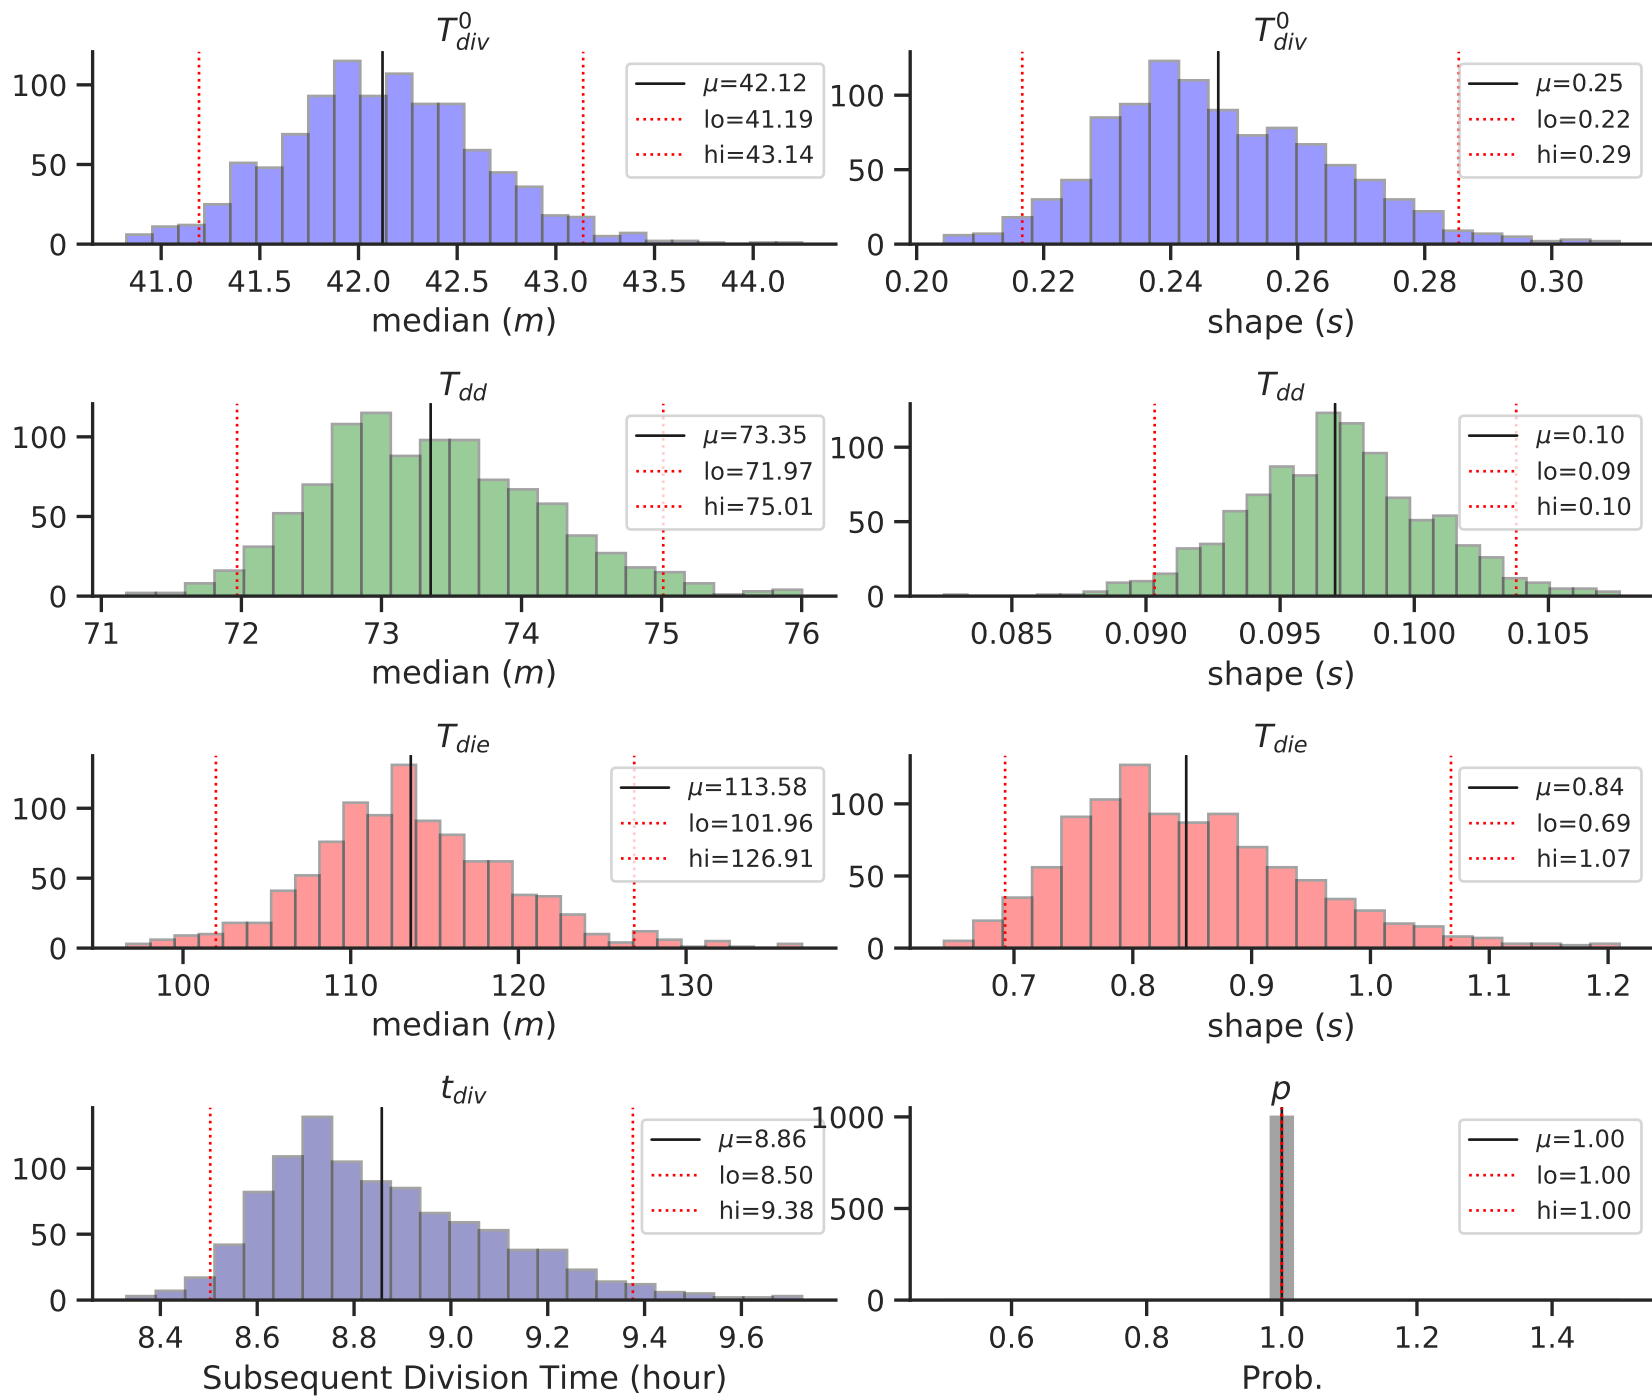 T⁰div
100
50
0
41.0 41.5 42.0 42.5 43.0 43.5 44.0
median (m)
μ=42.12
lo=41.19
hi=43.14
T⁰div
100
50
0
0.20 0.22 0.24 0.26 0.28 0.30
shape (s)
μ=0.25
lo=0.22
hi=0.29
Tdd
100
50
0
71 72 73 74 75 76
median (m)
μ=73.35
lo=71.97
hi=75.01
Tdd
100
50
0
0.085 0.090 0.095 0.100 0.105
shape (s)
μ=0.10
lo=0.09
hi=0.10
Tdie
100
50
0
100 110 120 130
median (m)
μ=113.58
lo=101.96
hi=126.91
Tdie
100
50
0
0.7 0.8 0.9 1.0 1.1 1.2
shape (s)
μ=0.84
lo=0.69
hi=1.07
tdiv
100
50
0
8.4 8.6 8.8 9.0 9.2 9.4 9.6
Subsequent Division Time (hour)
μ=8.86
lo=8.50
hi=9.38
p
1000
500
0
0.6 0.8 1.0 1.2 1.4
Prob.
μ=1.00
lo=1.00
hi=1.00